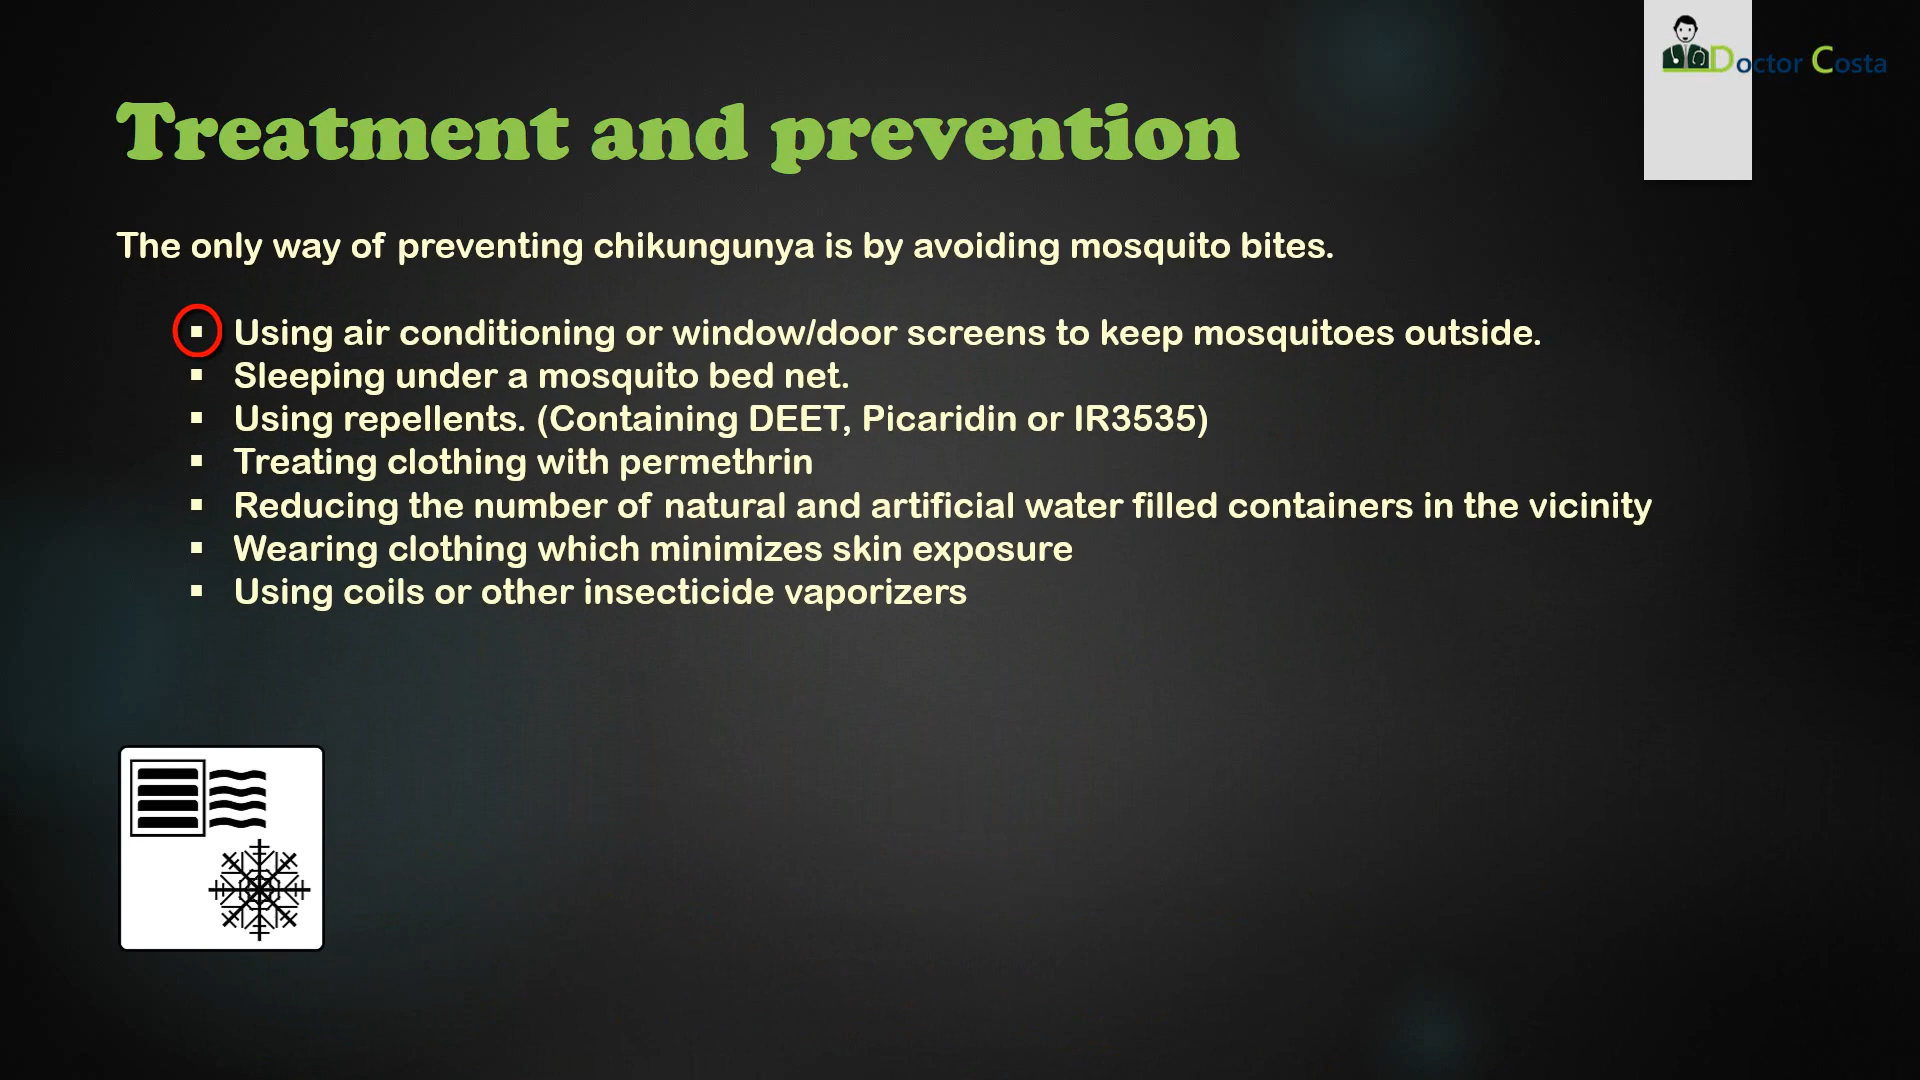 Doctor Costa
Treatment and prevention
The only way of preventing chikungunya is by avoiding mosquito bites.
▪ Using air conditioning or window/door screens to keep mosquitoes outside.
▪ Sleeping under a mosquito bed net.
▪ Using repellents. (Containing DEET, Picaridin or IR3535)
▪ Treating clothing with permethrin
▪ Reducing the number of natural and artificial water filled containers in the vicinity
▪ Wearing clothing which minimizes skin exposure
▪ Using coils or other insecticide vaporizers